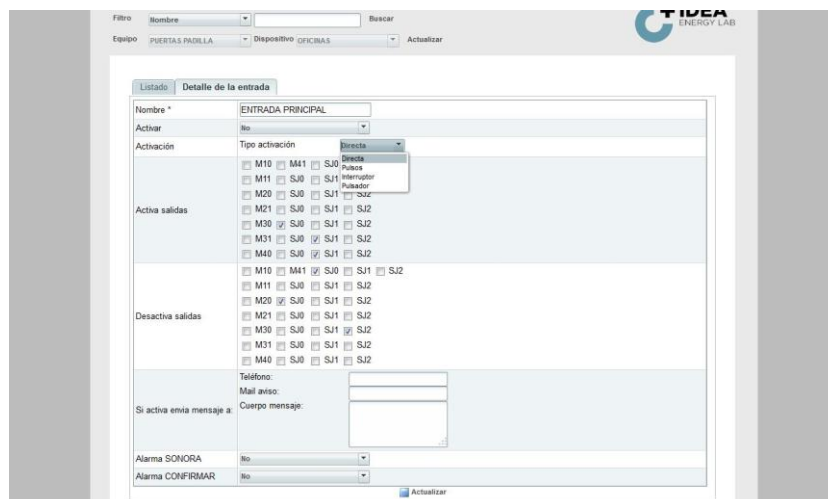 Filtro Nombre Buscar
+IDEA
ENERGY LAB
Equipo PUERTAS PADILLA Dispositivo OFICINAS Actualizar
Listado Detalle de la entrada
Nombre * ENTRADA PRINCIPAL
Activar No
Activación Tipo activación Directa
Directa
Pulsos
Interruptor
Pulsador
Activa salidas
M10 M41 SJ0
M11 SJ0 SJ1
M20 SJ0 SJ1 SJ2
M21 SJ0 SJ1 SJ2
M30 SJ0 SJ1 SJ2
M31 SJ0 SJ1 SJ2
M40 SJ0 SJ1 SJ2
Desactiva salidas
M10 M41 SJ0 SJ1 SJ2
M11 SJ0 SJ1 SJ2
M20 SJ0 SJ1 SJ2
M21 SJ0 SJ1 SJ2
M30 SJ0 SJ1 SJ2
M31 SJ0 SJ1 SJ2
M40 SJ0 SJ1 SJ2
Si activa envia mensaje a:
Teléfono:
Mail aviso:
Cuerpo mensaje:
Alarma SONORA No
Alarma CONFIRMAR No
Actualizar